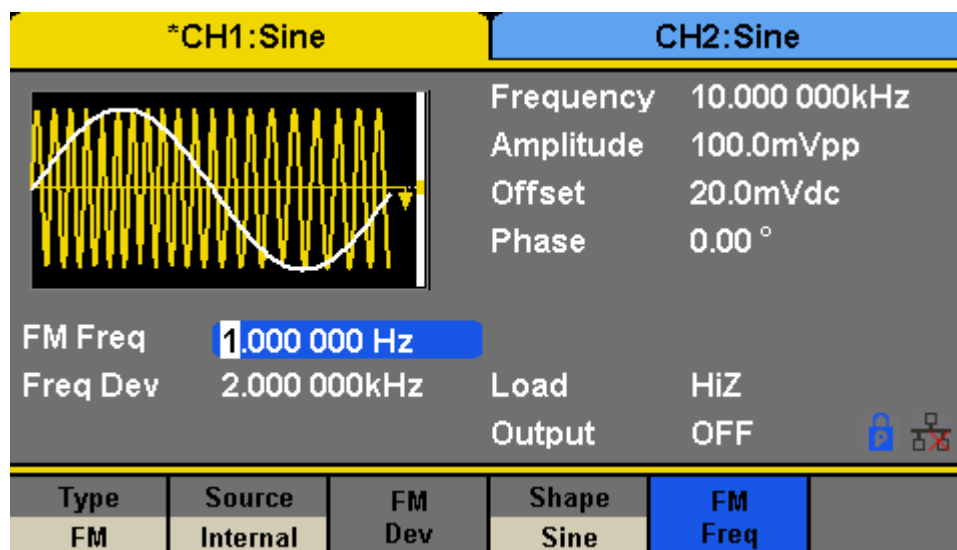 *CH1:Sine CH2:Sine
Frequency 10.000 000kHz
Amplitude 100.0mVpp
Offset 20.0mVdc
Phase 0.00 °
FM Freq 1.000 000 Hz
Freq Dev 2.000 000kHz Load HiZ
Output OFF P
Type Source FM Shape FM
FM Internal Dev Sine Freq